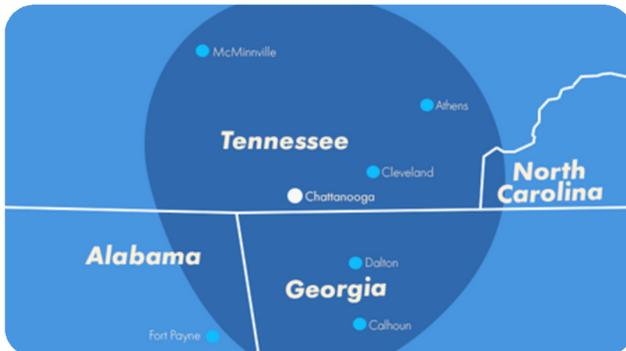 McMinnville
Athens
Tennessee
Cleveland
North
Carolina
Chattanooga
Alabama
Dalton
Georgia
Calhoun
Fort Payne